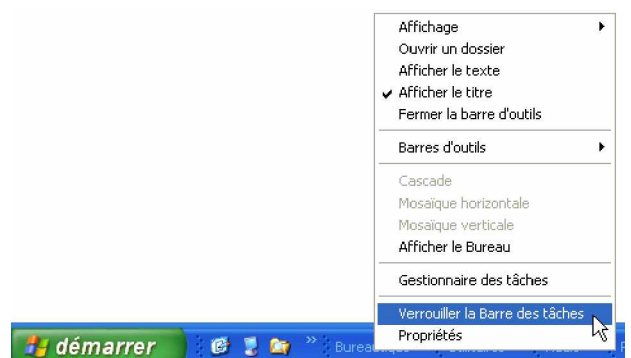 Affichage
Ouvrir un dossier
Afficher le texte
Afficher le titre
Fermer la barre d'outils
Barres d'outils
Cascade
Mosaïque horizontale
Mosaïque verticale
Afficher le Bureau
Gestionnaire des tâches
Verrouiller la Barre des tâches
Propriétés
démarrer